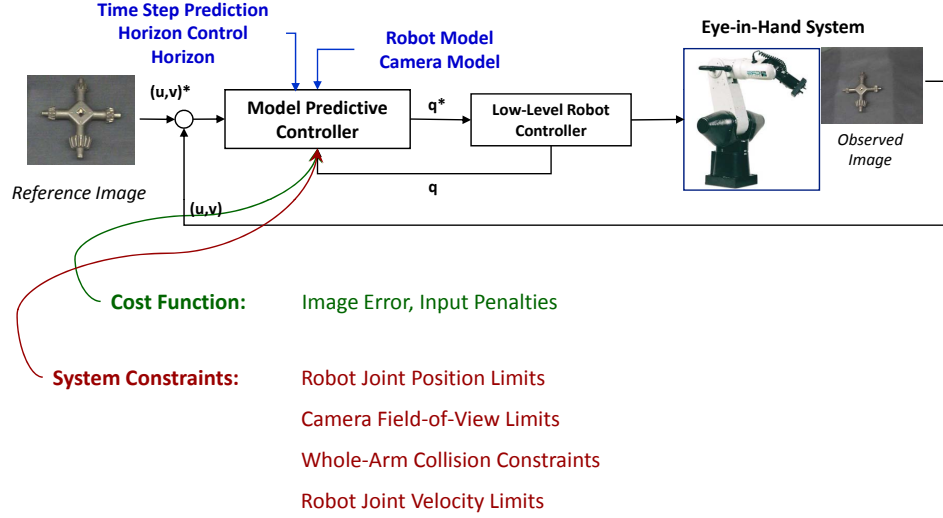 Time Step Prediction
Horizon Control
Horizon
Robot Model
Camera Model
Eye-in-Hand System
(u,v)*
Model Predictive
Controller
q*
Low-Level Robot
Controller
Observed
Image
Reference Image
q
(u,v)
Cost Function: Image Error, Input Penalties
System Constraints: Robot Joint Position Limits
Camera Field-of-View Limits
Whole-Arm Collision Constraints
Robot Joint Velocity Limits